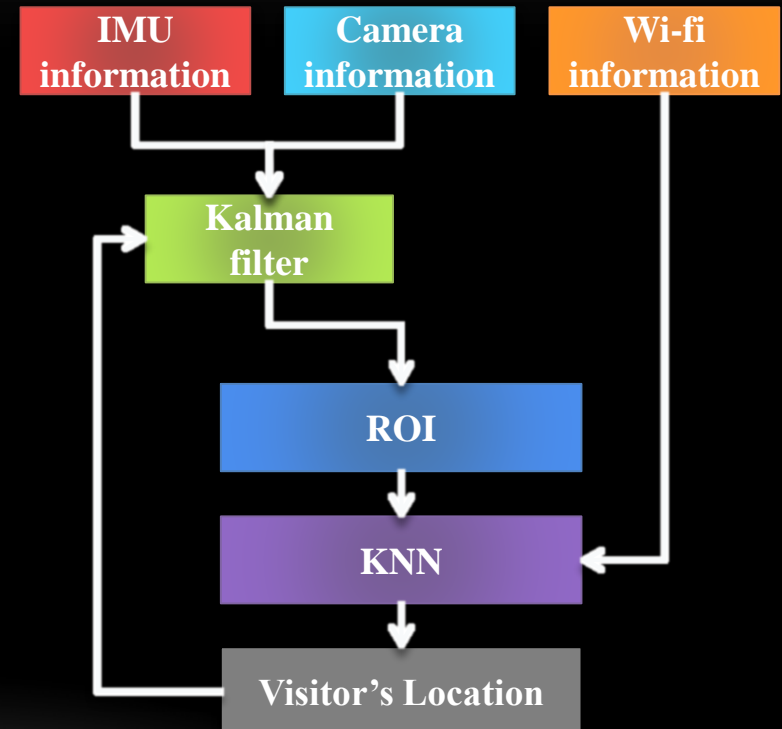 IMU
information
Camera
information
Wi-fi
information
Kalman
filter
ROI
KNN
Visitor’s Location